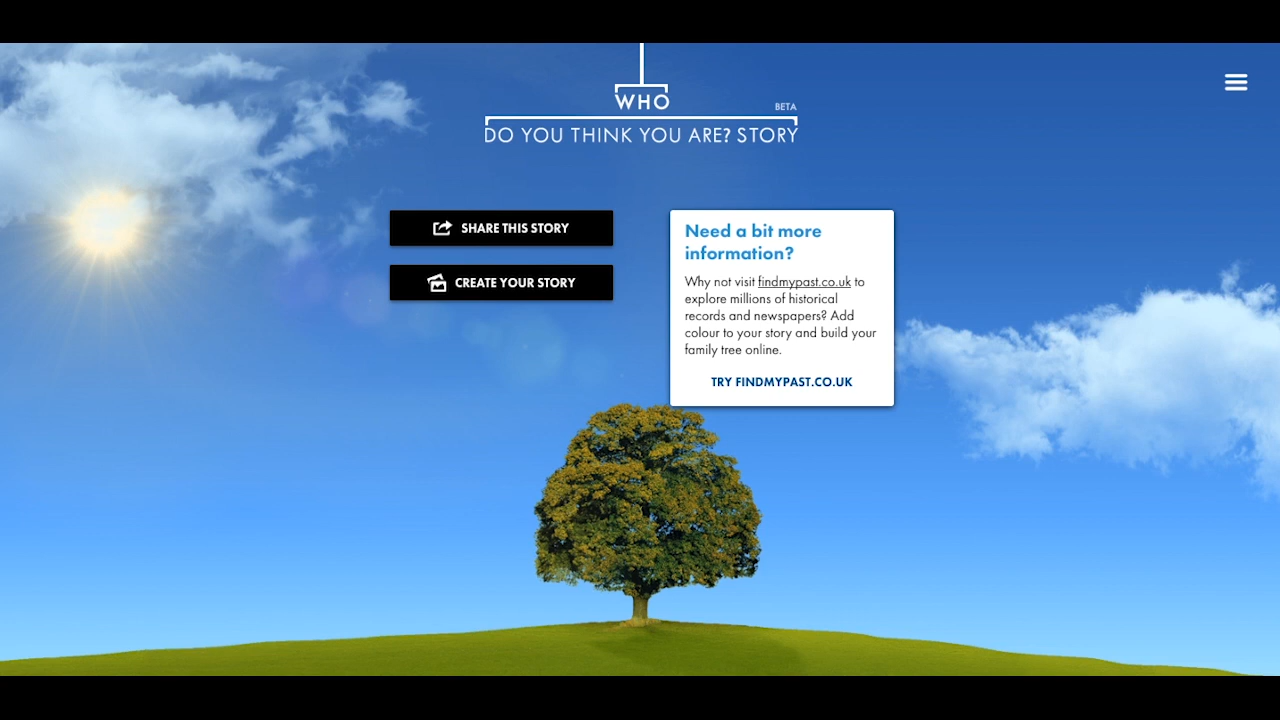 WHO
BETA
DO YOU THINK YOU ARE? STORY
SHARE THIS STORY
CREATE YOUR STORY
Need a bit more
information?
Why not visit findmypast.co.uk to
explore millions of historical
records and newspapers? Add
colour to your story and build your
family tree online.
TRY FINDMYPAST.CO.UK